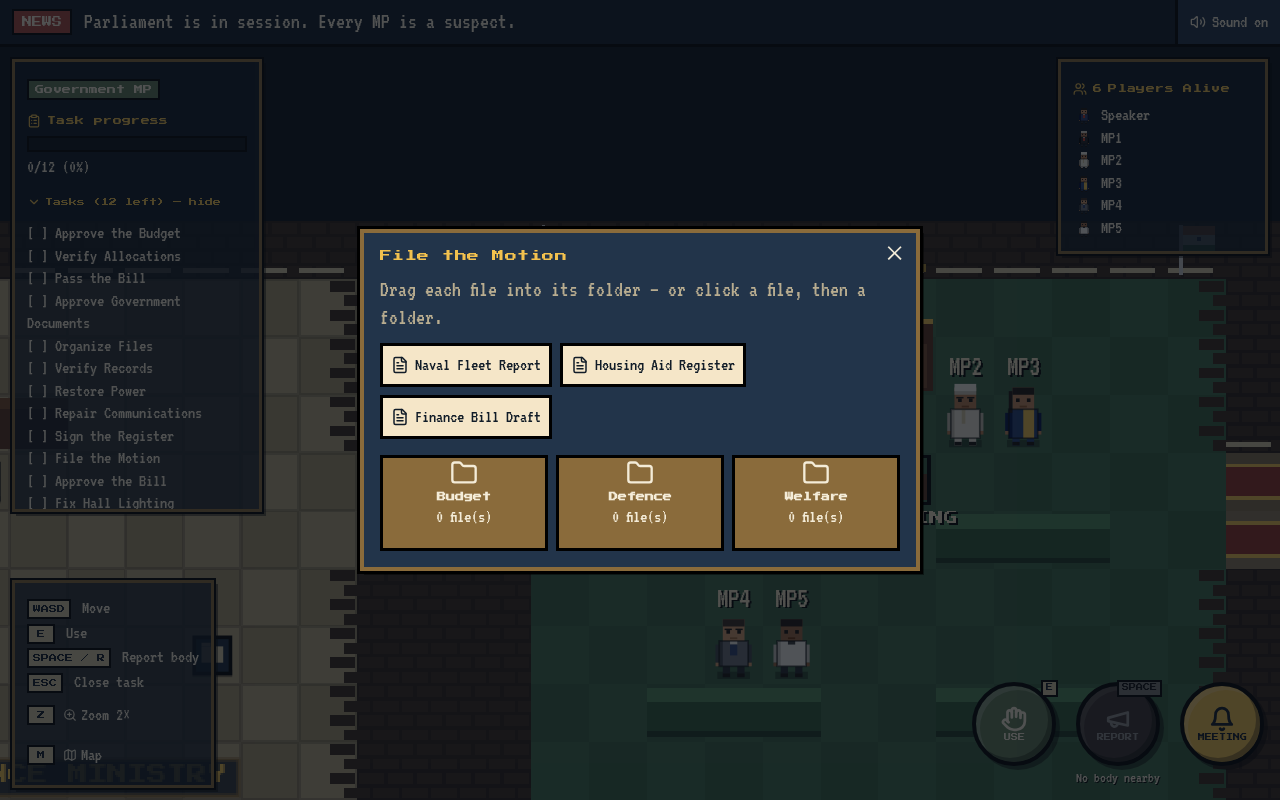 NEWS Parliament is in session. Every MP is a suspect. Sound on
Government MP
Task progress
0/12 (0%)
Tasks (12 left) — hide
[ ] Approve the Budget
[ ] Verify Allocations
[ ] Pass the Bill
[ ] Approve Government
Documents
[ ] Organize Files
[ ] Verify Records
[ ] Restore Power
[ ] Repair Communications
[ ] Sign the Register
[ ] File the Motion
[ ] Approve the Bill
[ ] Fix Hall Lighting
6 Players Alive
Speaker
MP1
MP2
MP3
MP4
MP5
File the Motion
Drag each file into its folder — or click a file, then a
folder.
Naval Fleet Report
Housing Aid Register
Finance Bill Draft
Budget
0 file(s)
Defence
0 file(s)
Welfare
0 file(s)
MP2 MP3
MP4 MP5
WASD Move
E Use
SPACE / R Report body
ESC Close task
Z Zoom 2X
M Map
MINISTRY
E
USE
SPACE
REPORT
MEETING
No body nearby